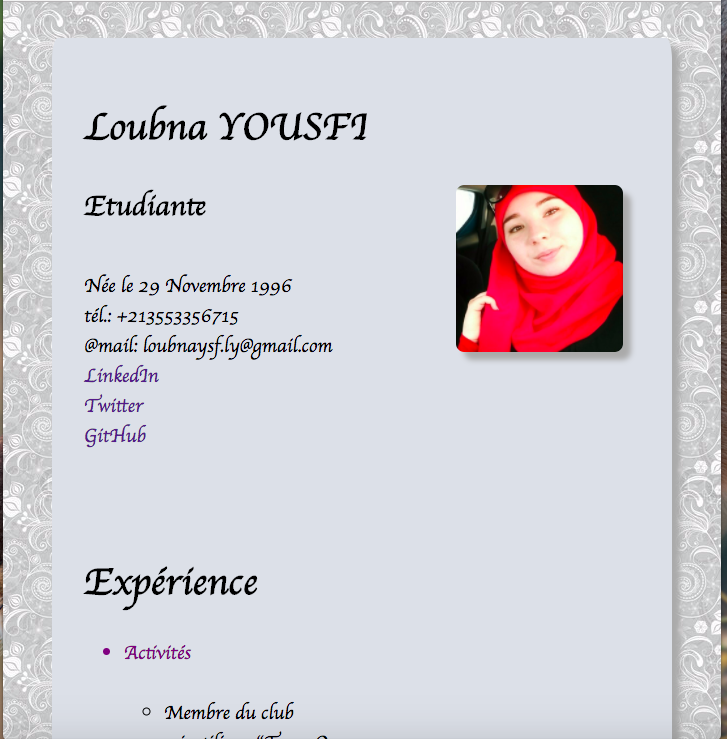 Loubna YOUSFI
Etudiante
Née le 29 Novembre 1996
tél.: +213553356715
@mail: loubnaysf.ly@gmail.com
LinkedIn
Twitter
GitHub
Expérience
Activités
Membre du club